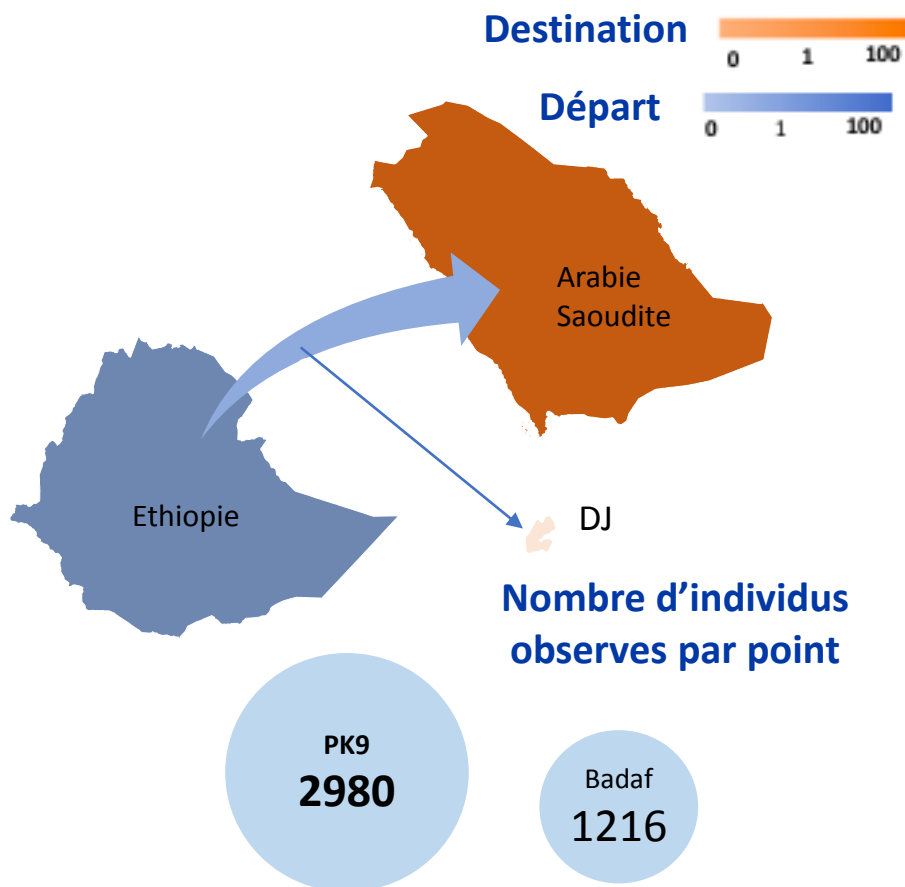 Destination
0 1 100
Départ
0 1 100
Arabie
Saoudite
Ethiopie
DJ
Nombre d’individus
observes par point
PK9
2980
Badaf
1216